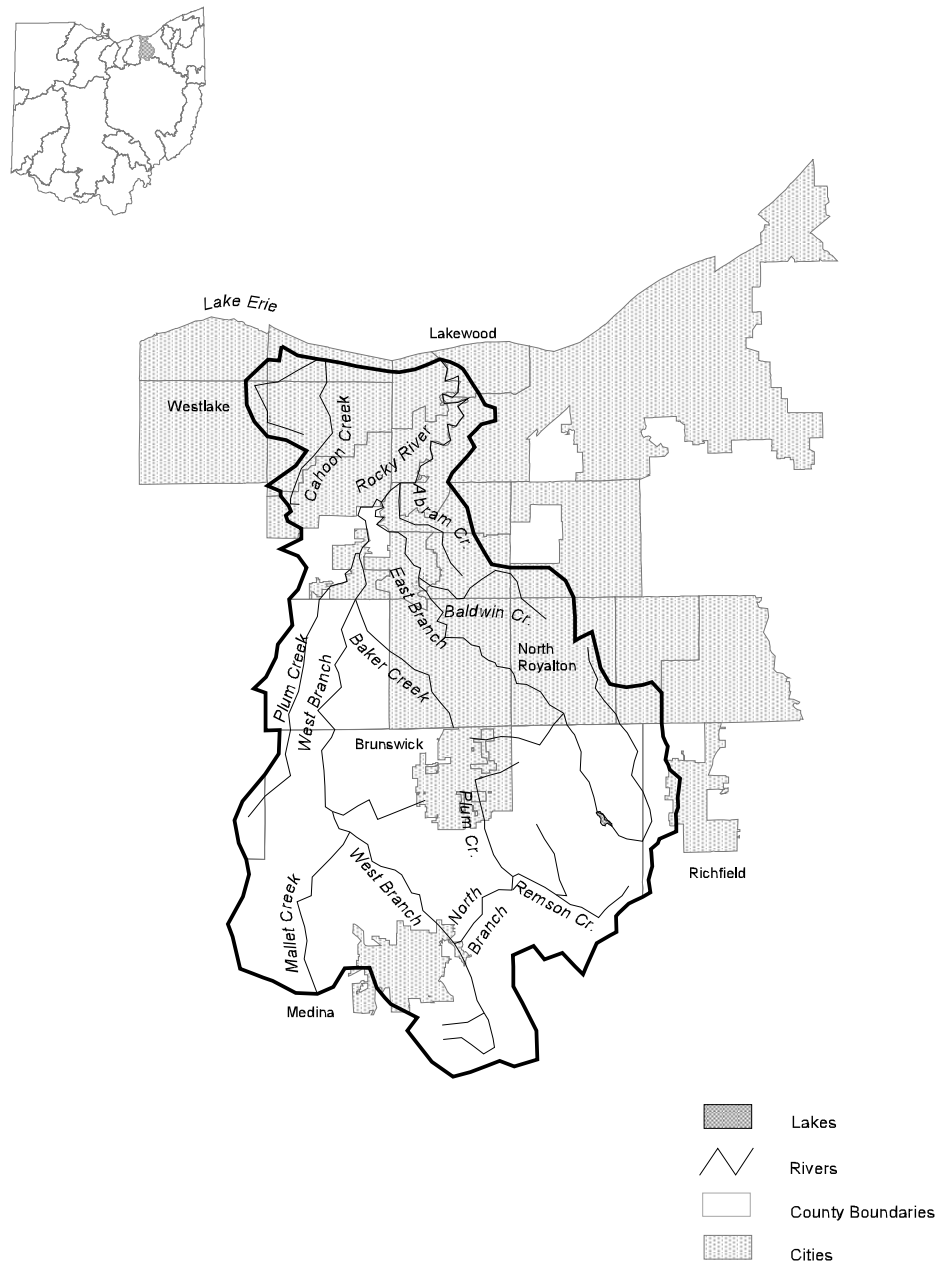 Lake Erie
Lakewood
Westlake
Cahoon Creek
Rocky River
Abram Cr.
East Branch
Baldwin Cr.
North
Royalton
Plum Creek
West Branch
Baker Creek
Brunswick
Plum Cr.
Richfield
West Branch
Mallet Creek
North
Branch
Remson Cr.
Medina
Lakes
Rivers
County Boundaries
Cities